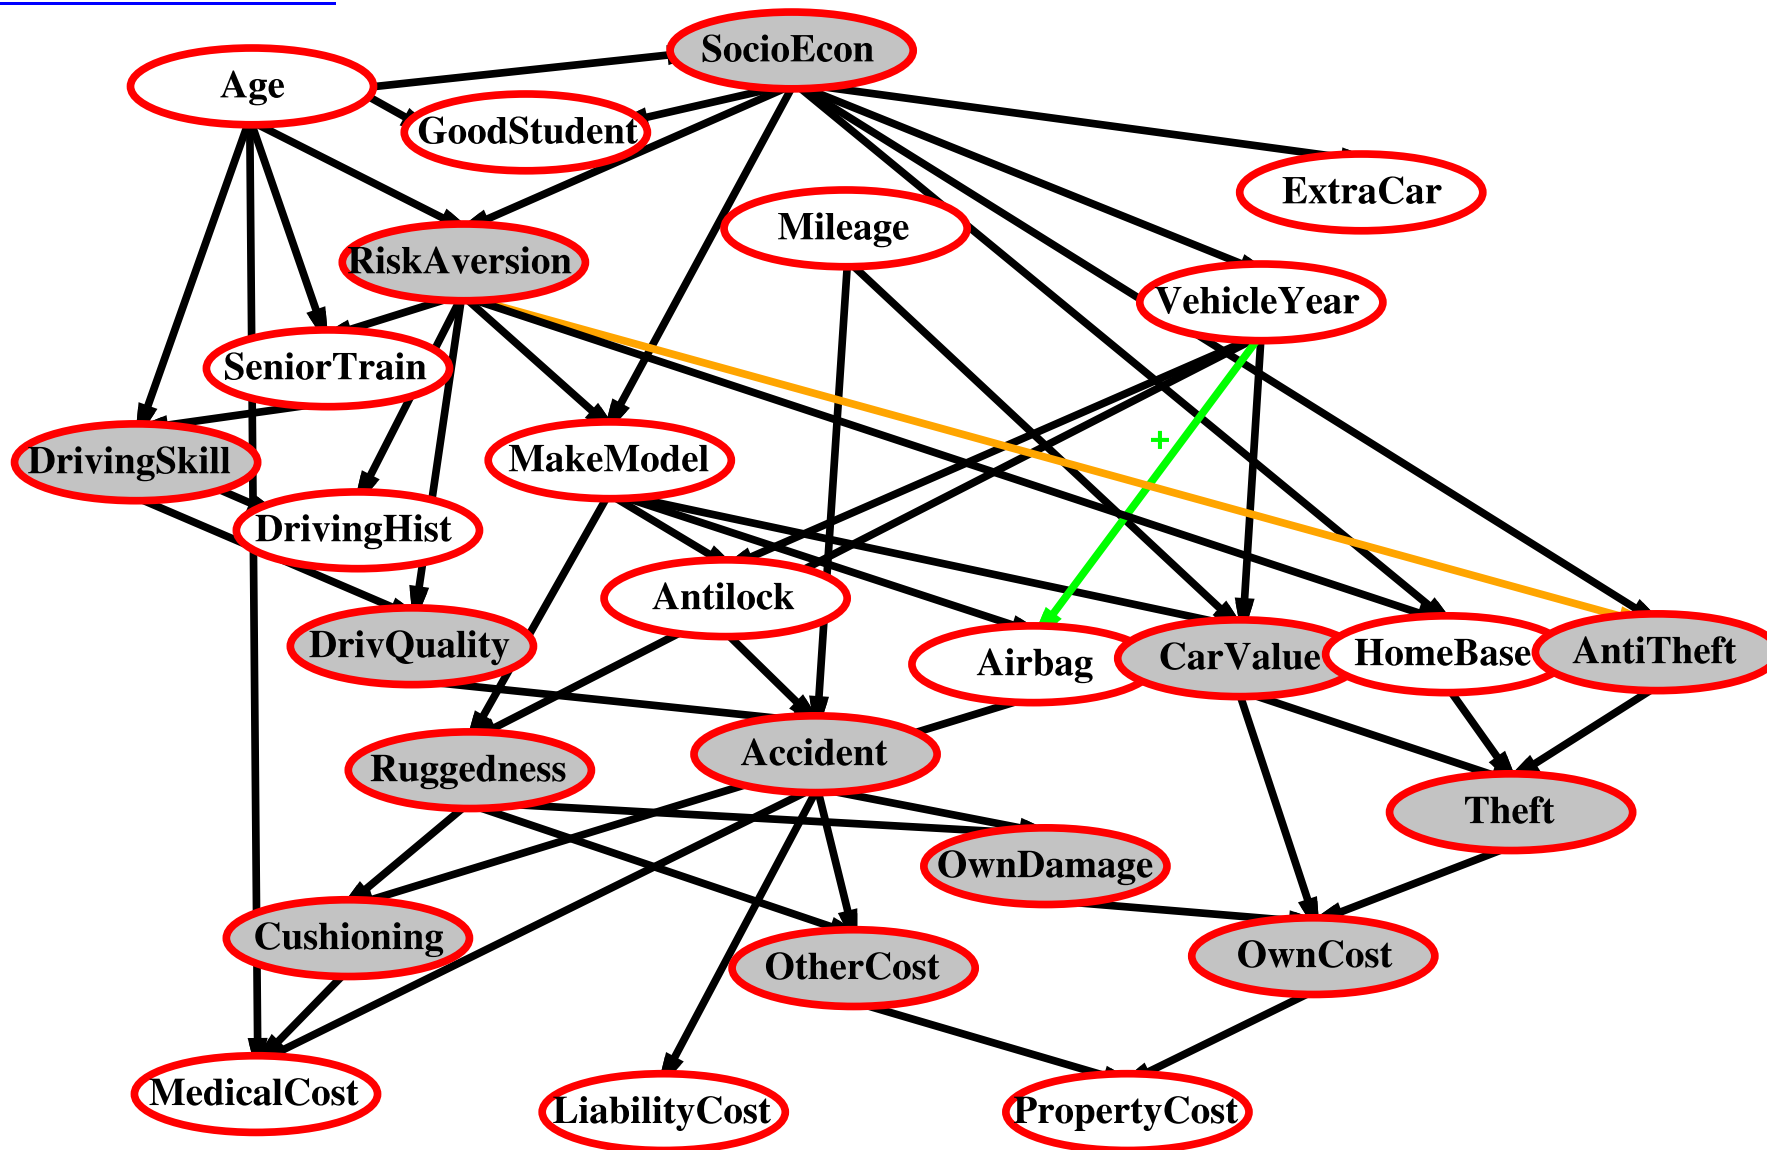 SocioEcon
Age
GoodStudent
ExtraCar
Mileage
RiskAversion
VehicleYear
SeniorTrain
+
DrivingSkill
MakeModel
DrivingHist
Antilock
DrivQuality
Airbag
CarValue
HomeBase
AntiTheft
Accident
Ruggedness
Theft
OwnDamage
Cushioning
OtherCost
OwnCost
MedicalCost
LiabilityCost
PropertyCost